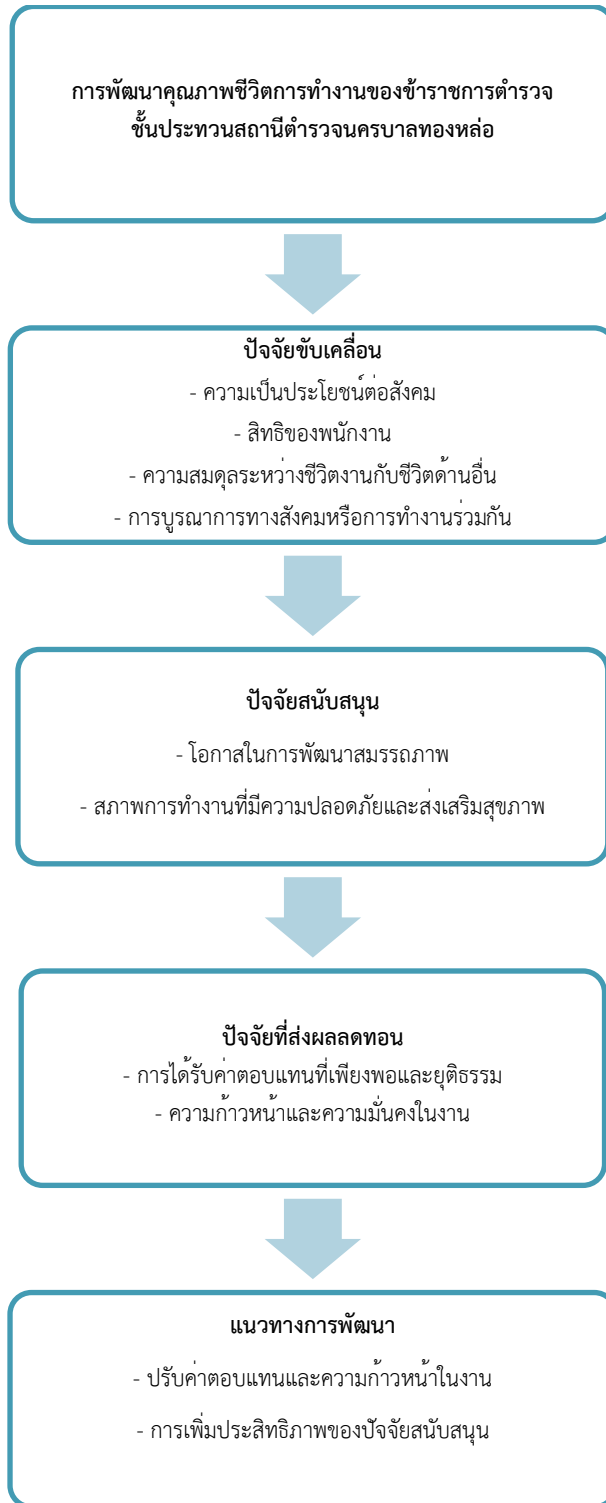 การพัฒนาคุณภาพชีวิตการทำงานของข้าราชการตำรวจ
ชั้นประทวนสถานีตำรวจนครบาลทองหล่อ
ปัจจัยขับเคลื่อน
- ความเป็นประโยชน์ต่อสังคม
- สิทธิของพนักงาน
- ความสมดุลระหว่างชีวิตงานกับชีวิตด้านอื่น
- การบูรณาการทางสังคมหรือการทำงานร่วมกัน
ปัจจัยสนับสนุน
- โอกาสในการพัฒนาสมรรถภาพ
- สภาพการทำงานที่มีความปลอดภัยและส่งเสริมสุขภาพ
ปัจจัยที่ส่งผลลดทอน
- การได้รับค่าตอบแทนที่เพียงพอและยุติธรรม
- ความก้าวหน้าและความมั่นคงในงาน
แนวทางการพัฒนา
- ปรับค่าตอบแทนและความก้าวหน้าในงาน
- การเพิ่มประสิทธิภาพของปัจจัยสนับสนุน